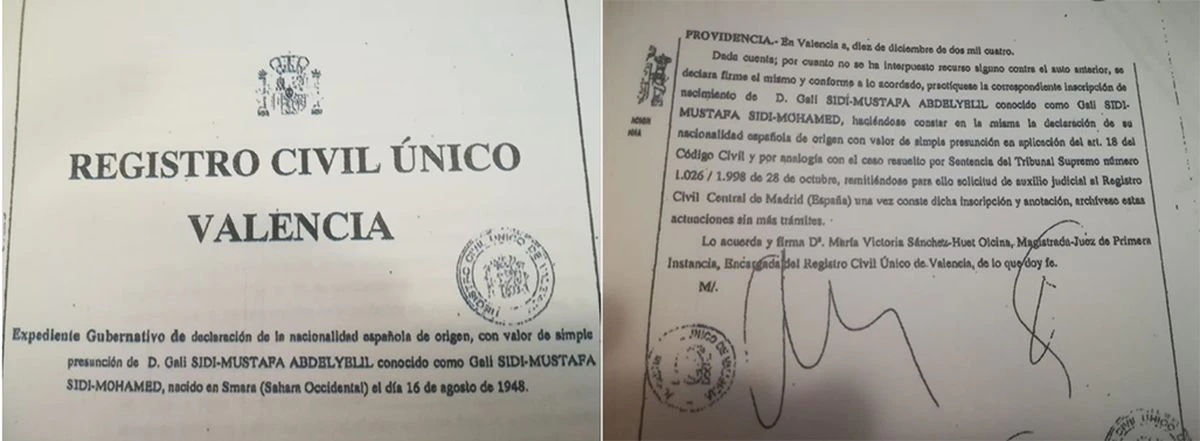 REGISTRO CIVIL ÚNICO
VALENCIA
REGISTRO CIVIL ÚNICO DE VALENCIA
Expediente Gubernativo de declaración de la nacionalidad española de origen, con valor de simple
presunción de D. Gali SIDI-MUSTAFA ABDELYELIL conocido como Gali SIDI-MUSTAFA
SIDI-MOHAMED, nacido en Smara (Sahara Occidental) el día 16 de agosto de 1948.
PROVIDENCIA.- En Valencia a, diez de diciembre de dos mil cuatro.
Dada cuenta; por cuanto no se ha interpuesto recurso alguno contra el auto anterior, se
declara firme el mismo y conforme a lo acordado, practíquese la correspondiente inscripción de
nacimiento de D. Gali SIDI-MUSTAFA ABDELYELIL conocido como Gali SIDI-
MUSTAFA SIDI-MOHAMED, haciéndose constar en la misma la declaración de su
nacionalidad española de origen con valor de simple presunción en aplicación del art. 18 del
Código Civil y por analogía con el caso resuelto por Sentencia del Tribunal Supremo número
1.026 / 1.998 de 28 de octubre, remitiéndose para ello solicitud de auxilio judicial al Registro
Civil Central de Madrid (España) una vez conste dicha inscripción y anotación, archívese estas
actuaciones sin más trámites.
Lo acuerda y firma Dª. María Victoria Sánchez-Huet Olcina, Magistrada-Juez de Primera
Instancia, Encargada del Registro Civil Único de Valencia, de lo que doy fe.
M/.
ÚNICO DE VALENCIA
CIVIL ÚNICO